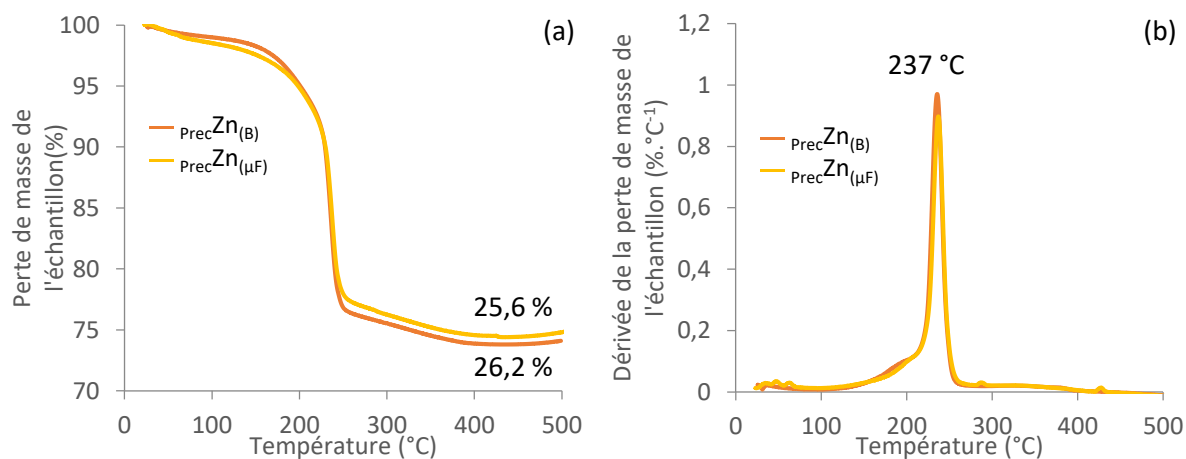 (a)
100
95
90
85
80
75
70
Perte de masse de
l'échantillon(%)
PrecZn(B)
PrecZn(µF)
25,6 %
26,2 %
0
100
200
300
400
500
Température (°C)
(b)
1,2
1
0,8
0,6
0,4
0,2
0
Dérivée de la perte de masse de
l'échantillon (%.°C-1)
237 °C
PrecZn(B)
PrecZn(µF)
0
100
200
300
400
500
Température (°C)